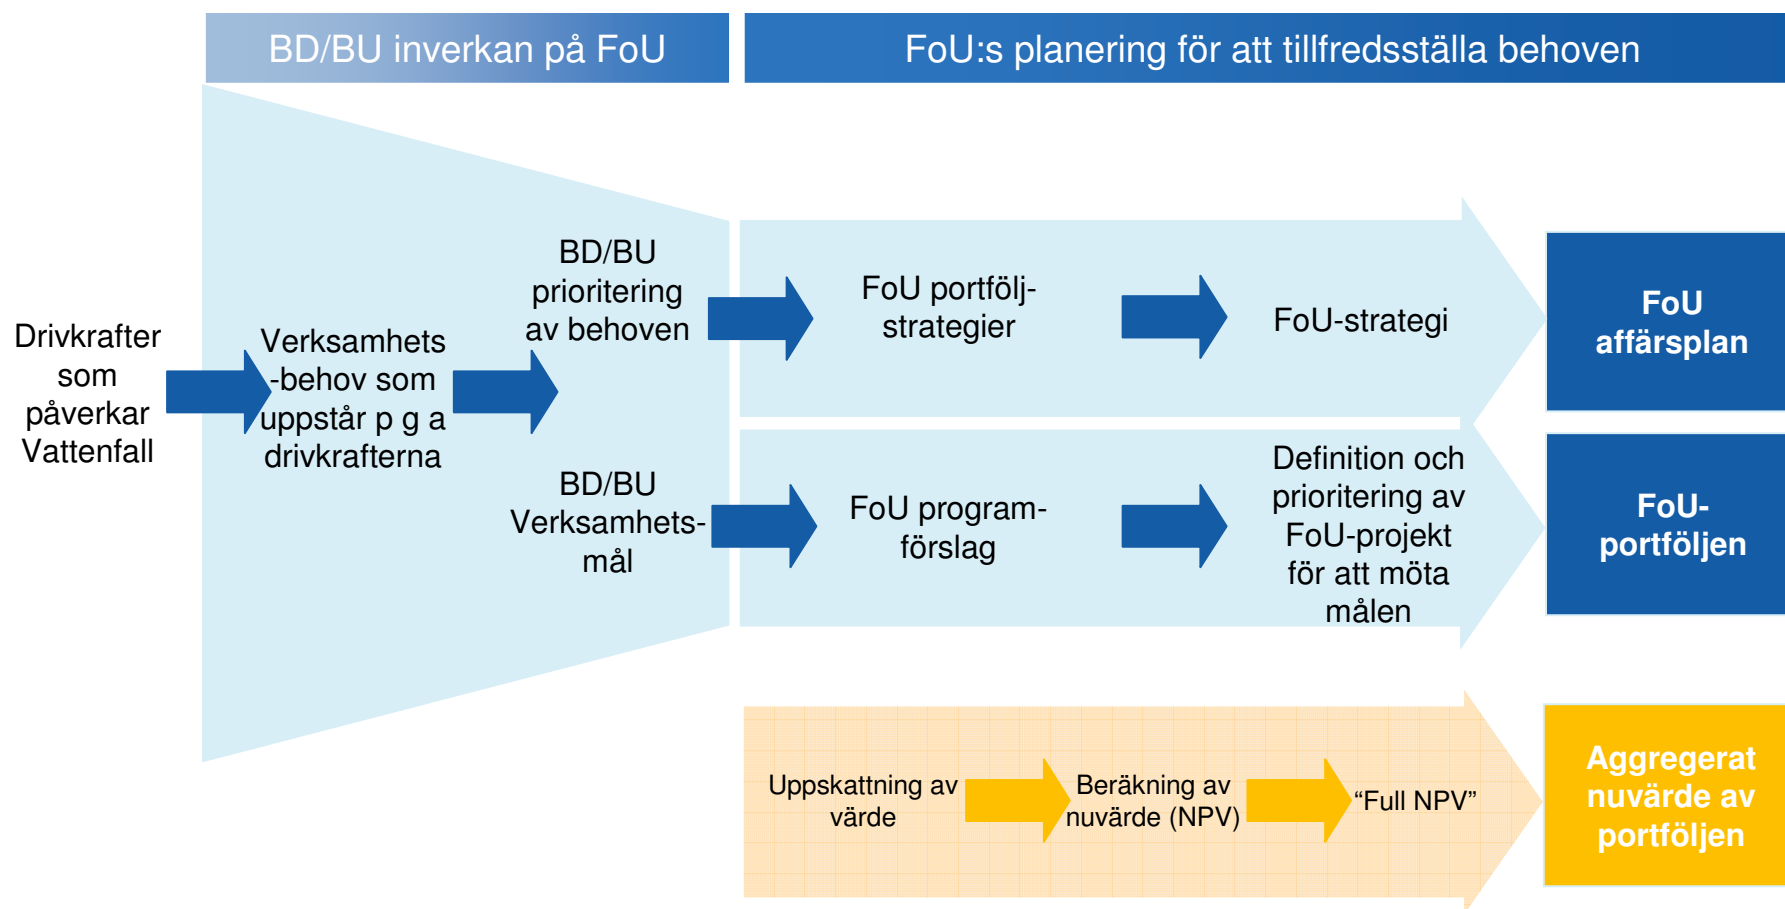 BD/BU inverkan på FoU
FoU:s planering för att tillfredsställa behoven
Drivkrafter
som
påverkar
Vattenfall
Verksamhets
-behov som
uppstår p g a
drivkrafterna
BD/BU
prioritering
av behoven
BD/BU
Verksamhets-
mål
FoU portfölj-
strategier
FoU-strategi
FoU
affärsplan
FoU program-
förslag
Definition och
prioritering av
FoU-projekt
för att möta
målen
FoU-
portföljen
Uppskattning av
värde
Beräkning av
nuvärde (NPV)
“Full NPV”
Aggregerat
nuvärde av
portföljen